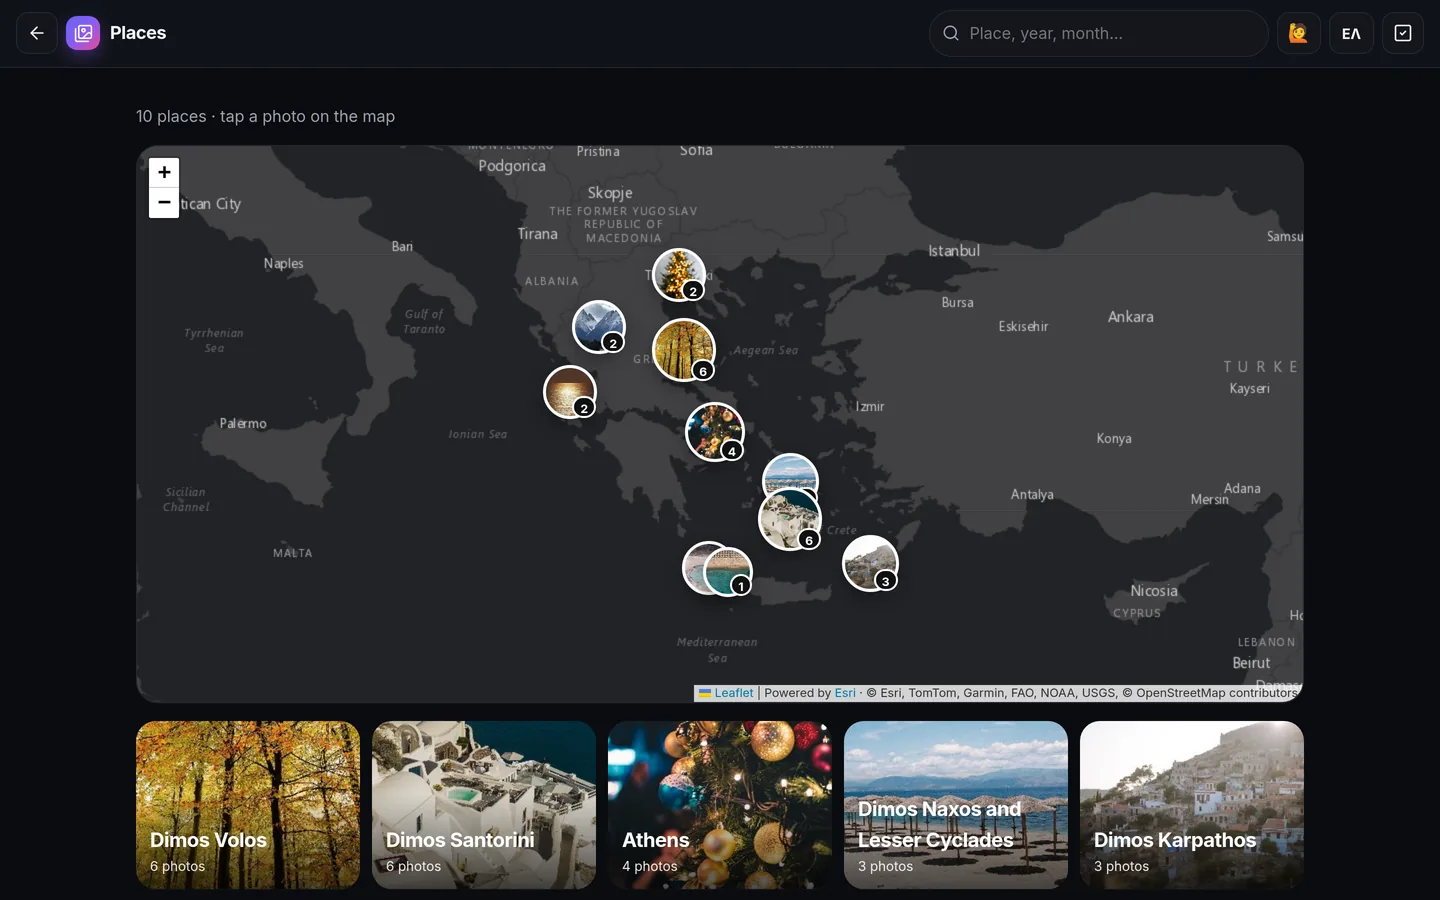 Places
Place, year, month...
ΕΛ
10 places · tap a photo on the map
+
−
Podgorica
Pristina
Sofia
Skopje
THE FORMER YUGOSLAV
REPUBLIC OF
MACEDONIA
Tirana
ALBANIA
Bari
Naples
Gulf of
Taranto
Tyrrhenian
Sea
Istanbul
Bursa
Eskisehir
Ankara
TURKE
Kayseri
Aegean Sea
Izmir
Palermo
Ionian Sea
Konya
Sicilian
Channel
Antalya
Adana
Mersin
Crete
MALTA
Nicosia
CYPRUS
Mediterranean
Sea
LEBANON
Beirut
2
2
6
2
4
6
1
3
Leaflet | Powered by Esri · © Esri, TomTom, Garmin, FAO, NOAA, USGS, © OpenStreetMap contributors
Dimos Volos
6 photos
Dimos Santorini
6 photos
Athens
4 photos
Dimos Naxos and
Lesser Cyclades
3 photos
Dimos Karpathos
3 photos